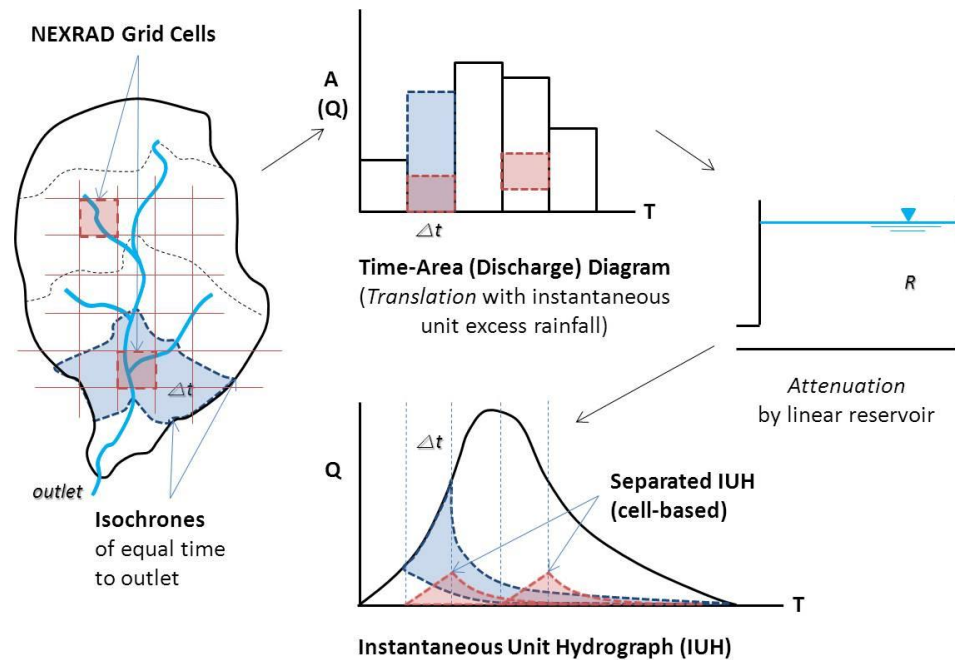 NEXRAD Grid Cells
△t
outlet
Isochrones
of equal time
to outlet
A
(Q)
T
△t
Time-Area (Discharge) Diagram
(Translation with instantaneous
unit excess rainfall)
R
Attenuation
by linear reservoir
Q
△t
Separated IUH
(cell-based)
T
Instantaneous Unit Hydrograph (IUH)